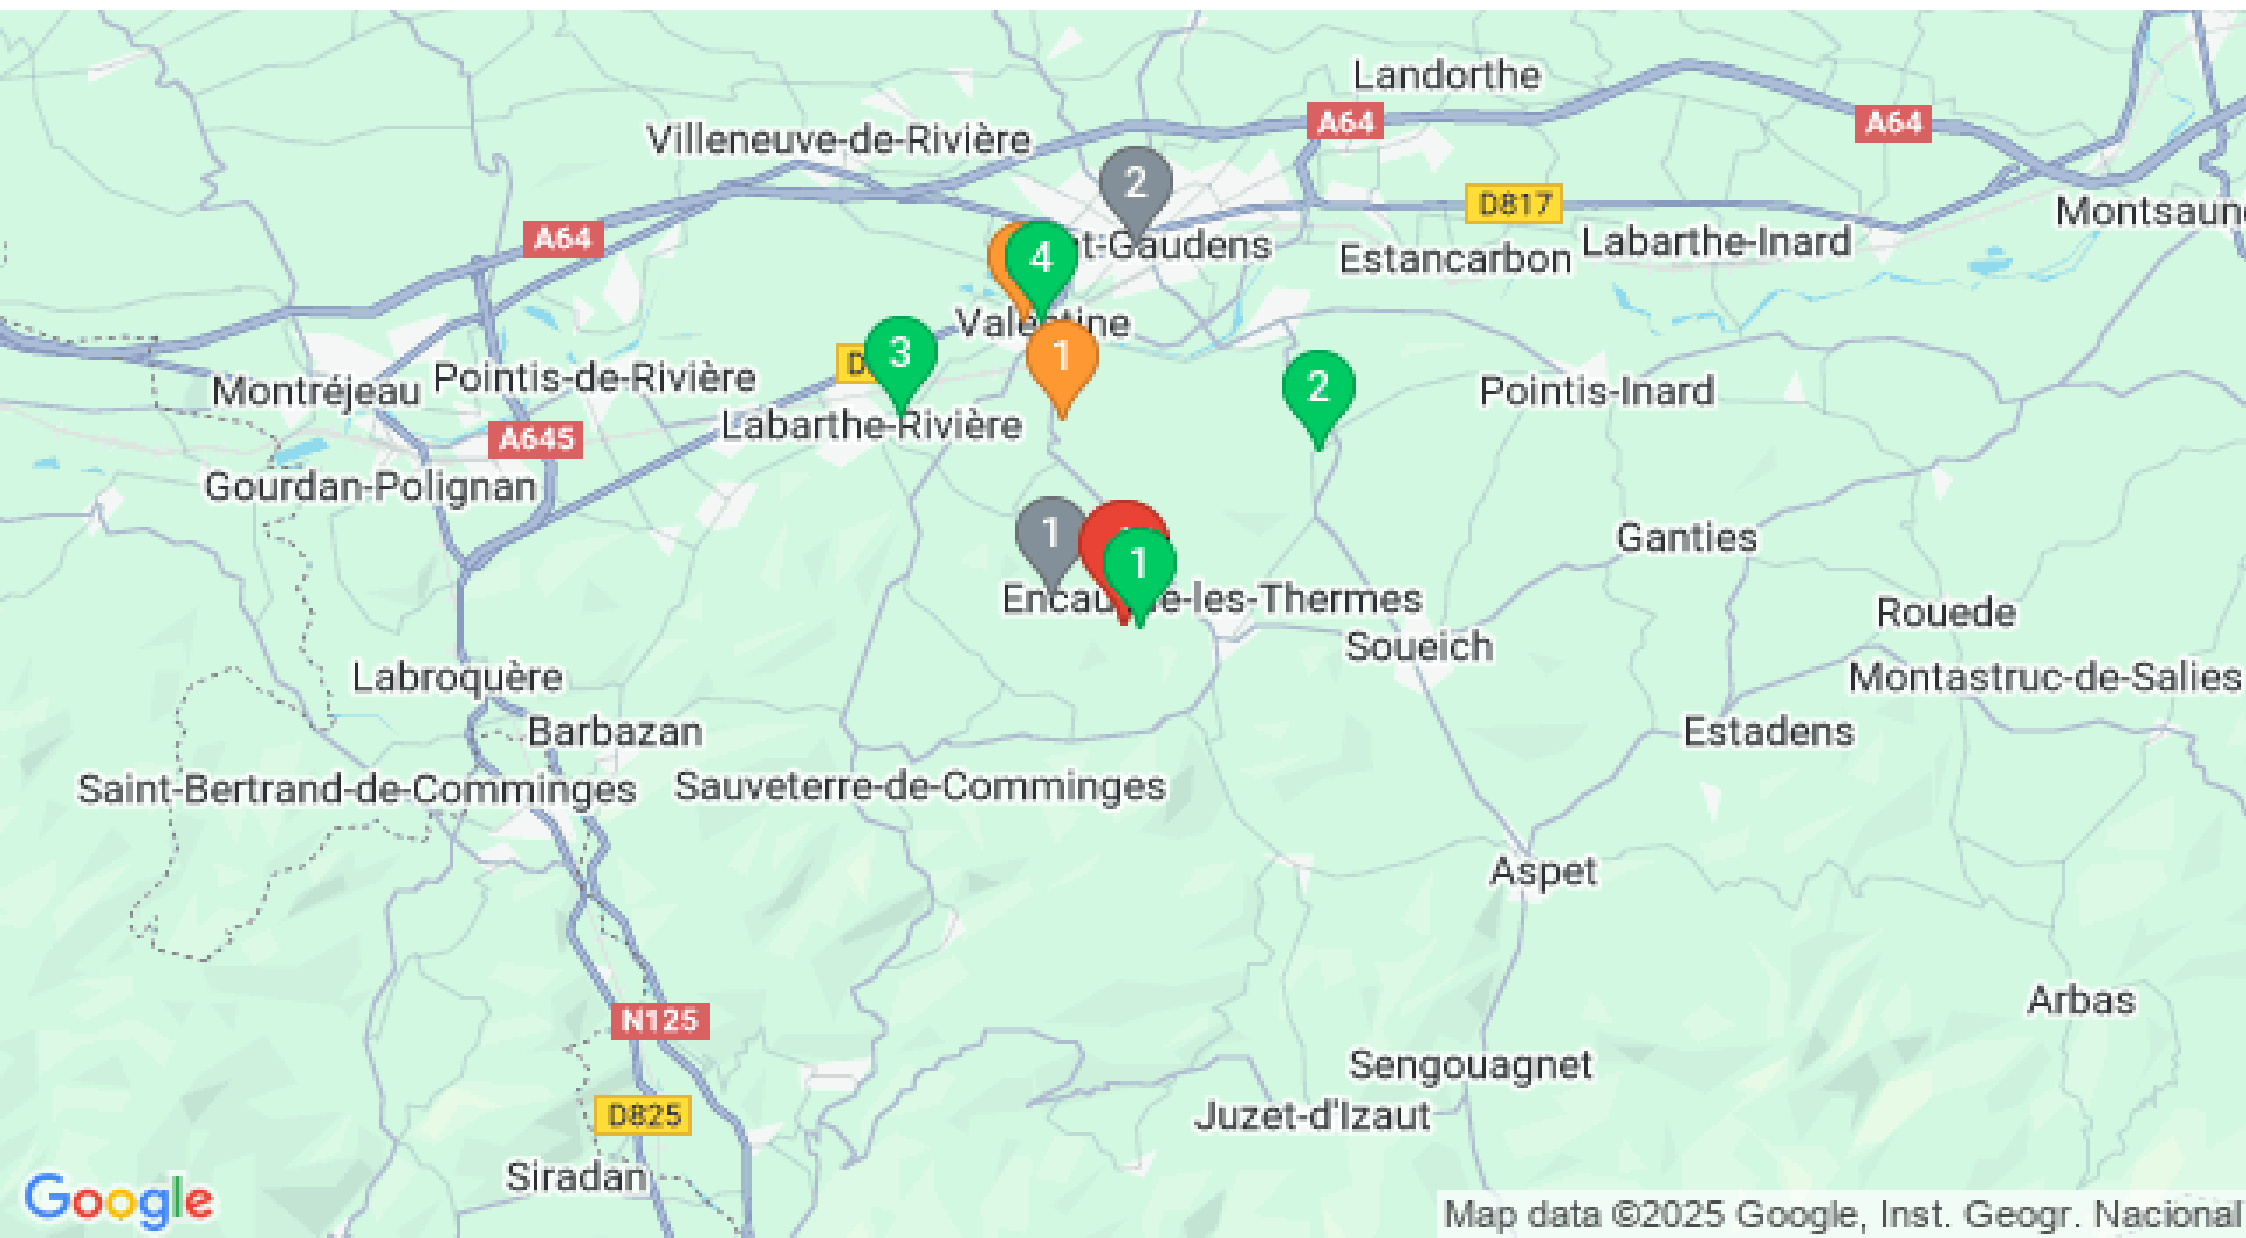 Landorthe
A64
A64
Villeneuve-de-Rivière
2
D817
Montsaun
A64
4
t-Gaudens
Estancarbon
Labarthe-Inard
Valentine
3
1
D
2
Montréjeau
Pointis-de-Rivière
Pointis-Inard
Labarthe-Rivière
A645
Gourdan-Polignan
1
1
Ganties
Encausse-les-Thermes
Rouede
Soueich
Labroquère
Montastruc-de-Salies
Barbazan
Estadens
Saint-Bertrand-de-Comminges
Sauveterre-de-Comminges
Aspet
Arbas
N125
Sengouagnet
D825
Juzet-d'Izaut
Siradan
Google
Map data ©2025 Google, Inst. Geogr. Nacional